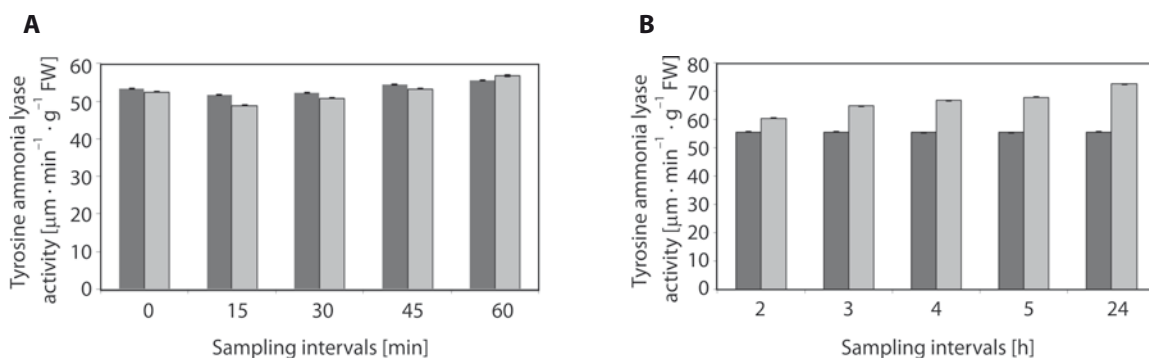 A
Tyrosine ammonia lyase
activity [μm · min⁻¹ · g⁻¹ FW]
60
50
40
30
20
10
0
0 15 30 45 60
Sampling intervals [min]
B
Tyrosine ammonia lyase
activity [μm · min⁻¹ · g⁻¹ FW]
80
70
60
50
40
30
20
10
0
2 3 4 5 24
Sampling intervals [h]